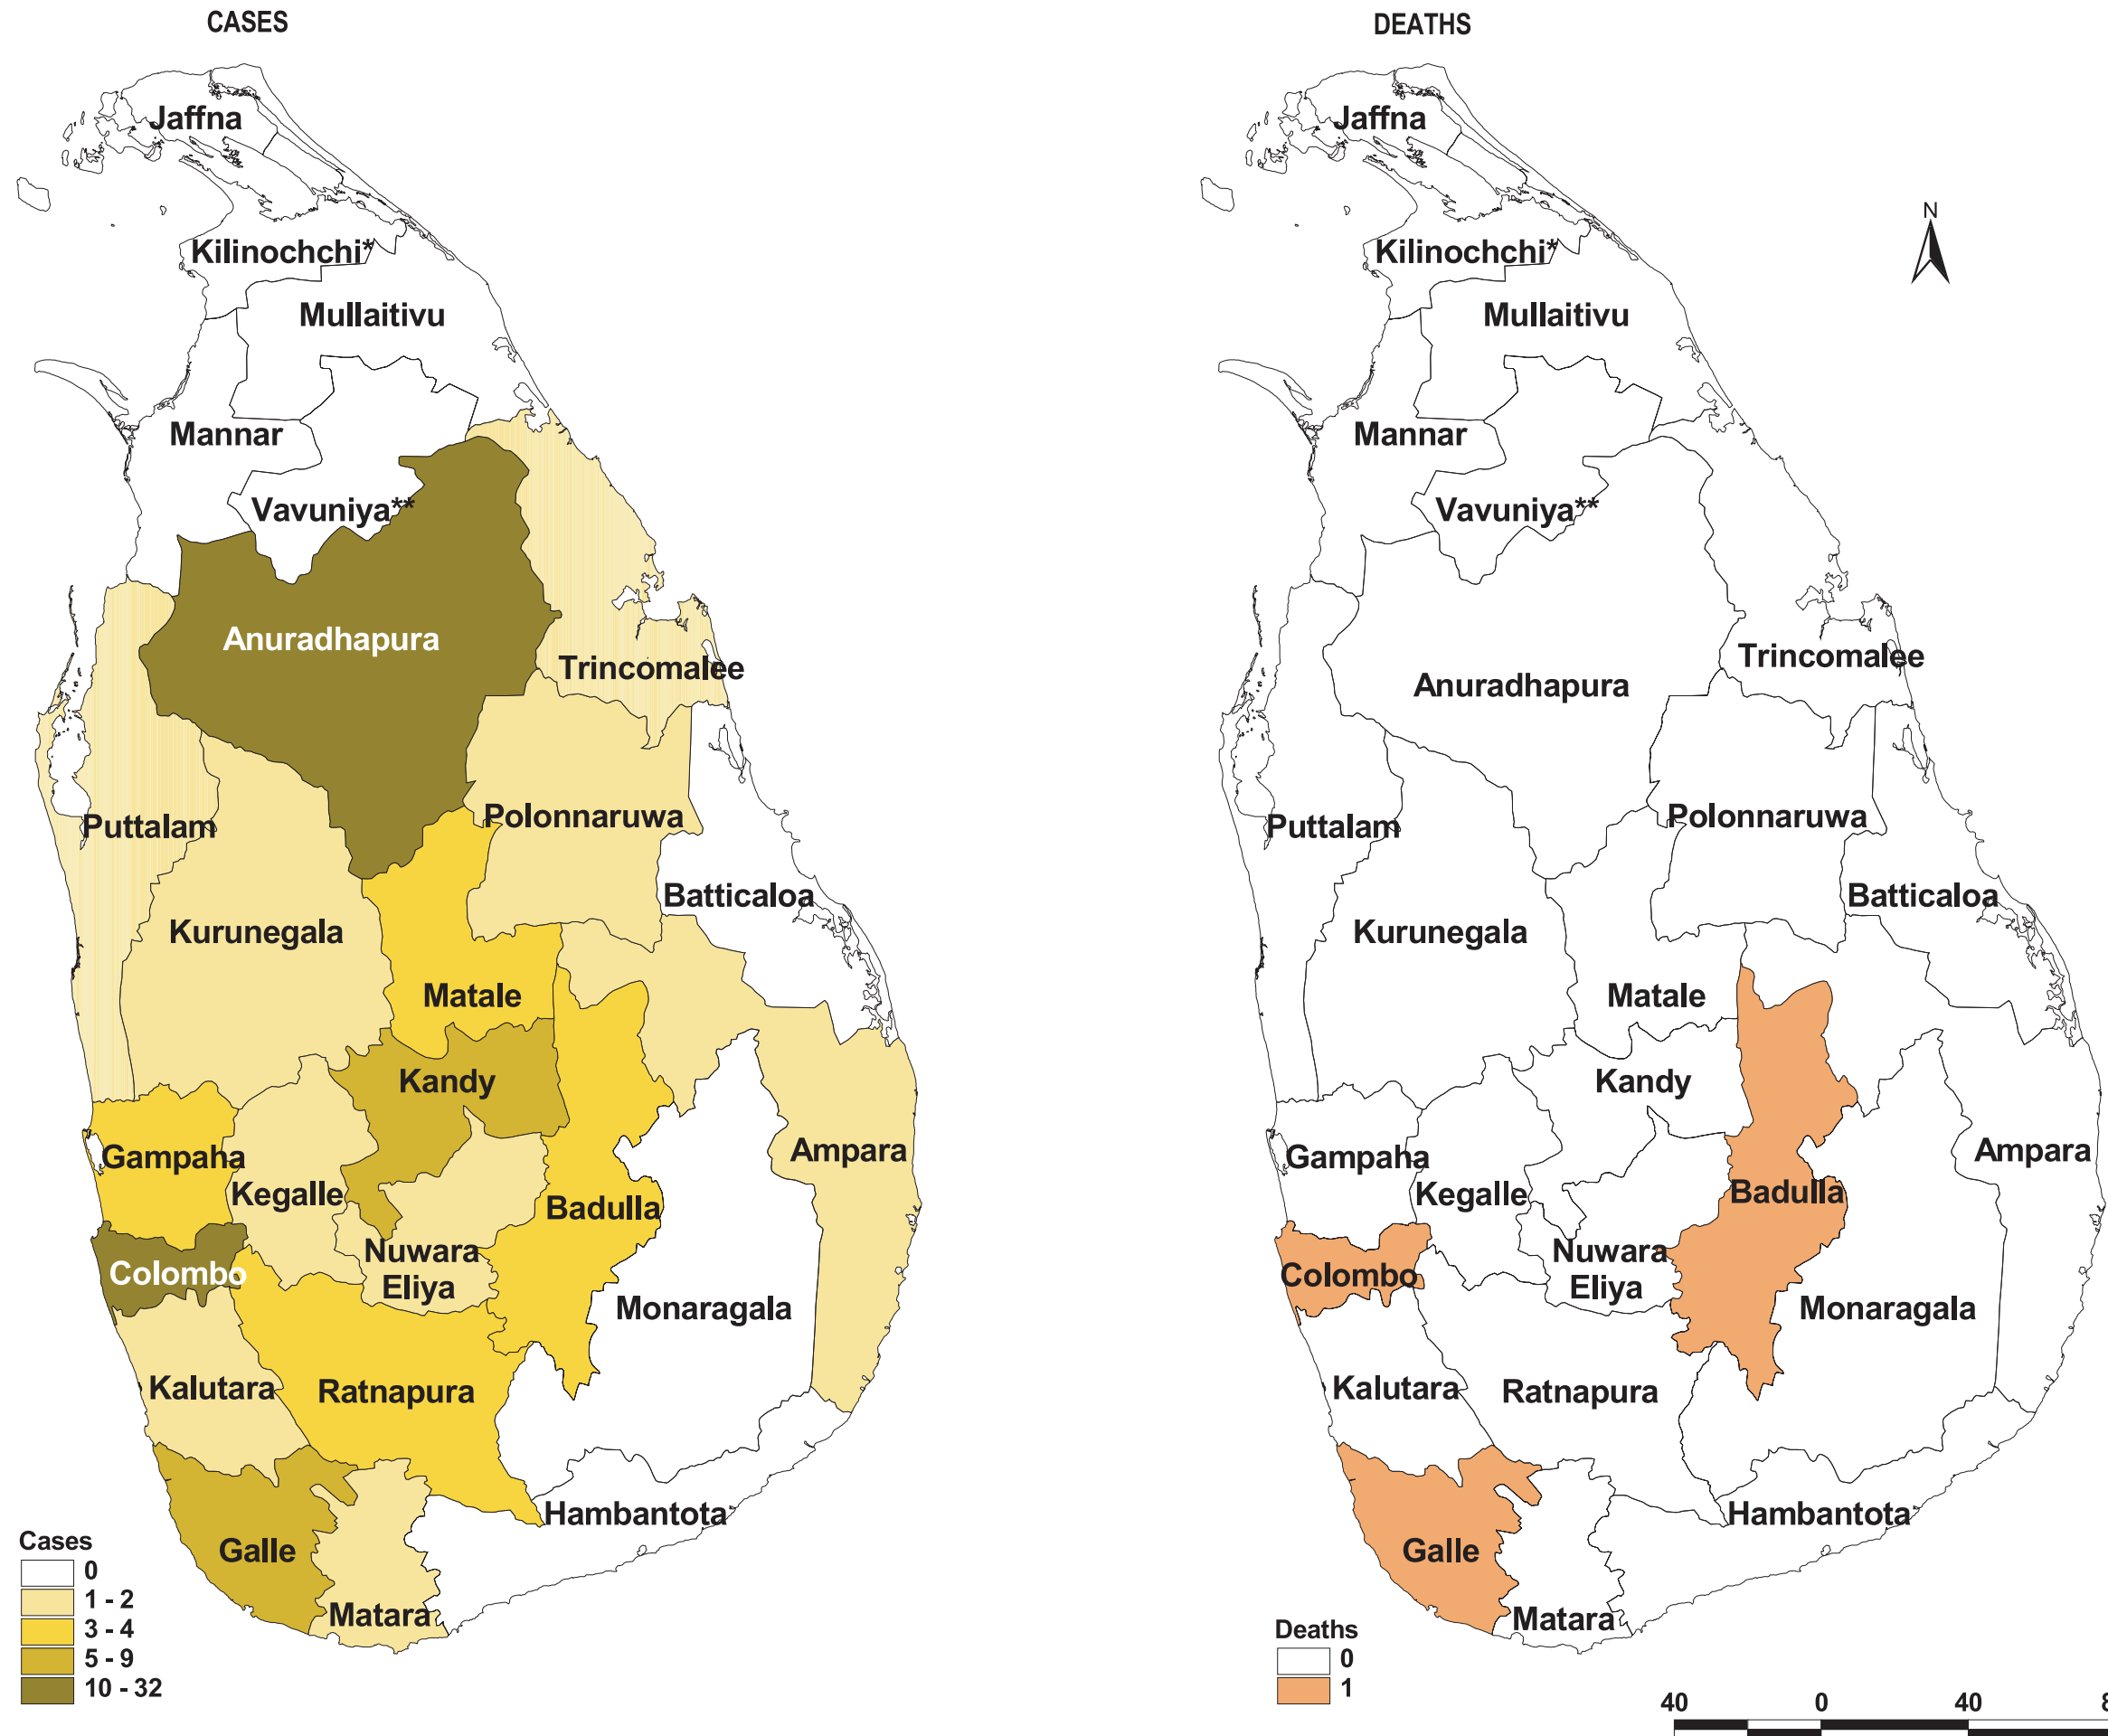 CASES
Jaffna
Kilinochchi*
Mullaitivu
Mannar
Vavuniya**
Anuradhapura
Trincomalee
Puttalam
Polonnaruwa
Batticaloa
Kurunegala
Matale
Kandy
Ampara
Gampaha
Kegalle
Badulla
Nuwara
Eliya
Colombo
Monaragala
Kalutara
Ratnapura
Hambantota
Galle
Matara
Cases
0
1 - 2
3 - 4
5 - 9
10 - 32
DEATHS
N
Jaffna
Kilinochchi*
Mullaitivu
Mannar
Vavuniya**
Trincomalee
Anuradhapura
Puttalam
Polonnaruwa
Batticaloa
Kurunegala
Matale
Kandy
Ampara
Gampaha
Kegalle
Badulla
Nuwara
Eliya
Colombo
Monaragala
Kalutara
Ratnapura
Hambantota
Galle
Matara
Deaths
0
1
40 0 40